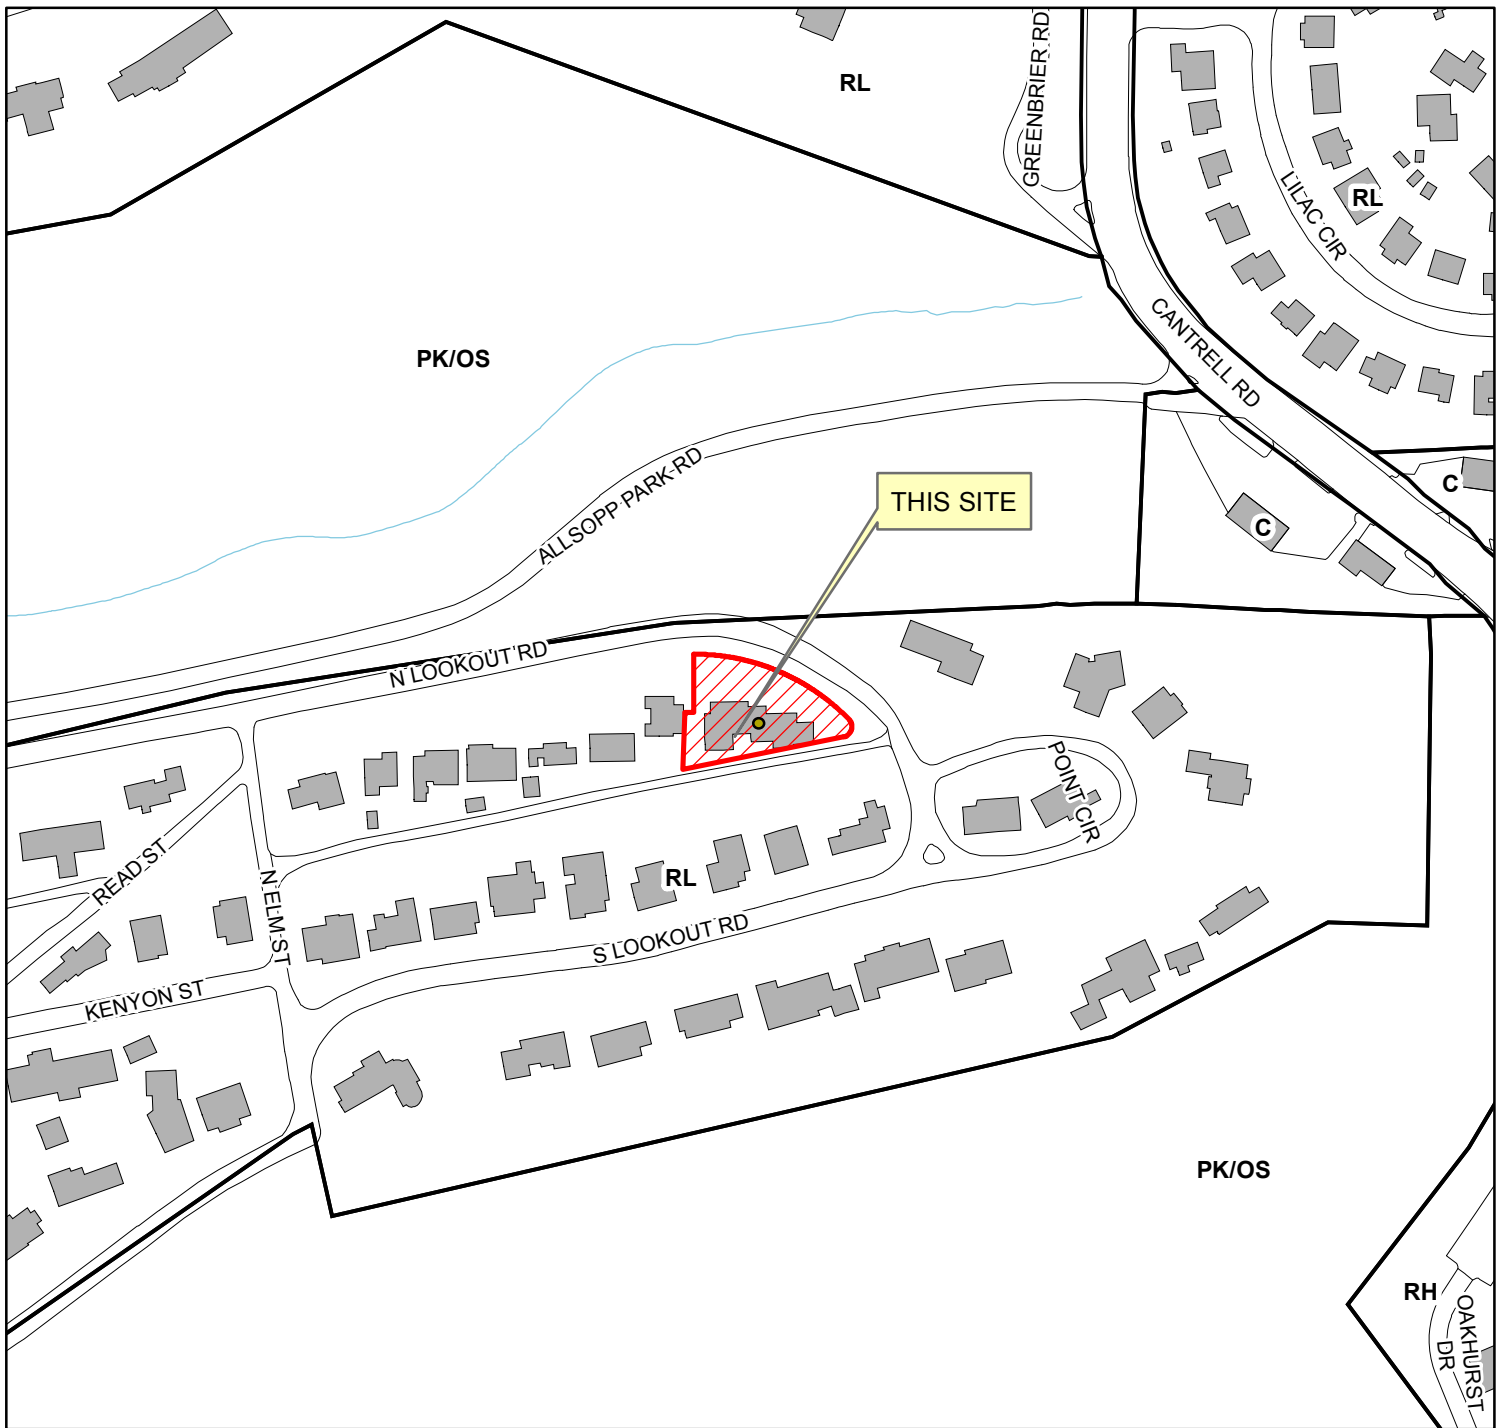 RL
GREENBRIER RD
LILAC CIR
RL
CANTRELL RD
PK/OS
ALLSOPP PARK RD
THIS SITE
C
C
N LOOKOUT RD
POINT CIR
READ ST
N ELM ST
RL
S LOOKOUT RD
KENYON ST
PK/OS
RH
OAKHURST
DR